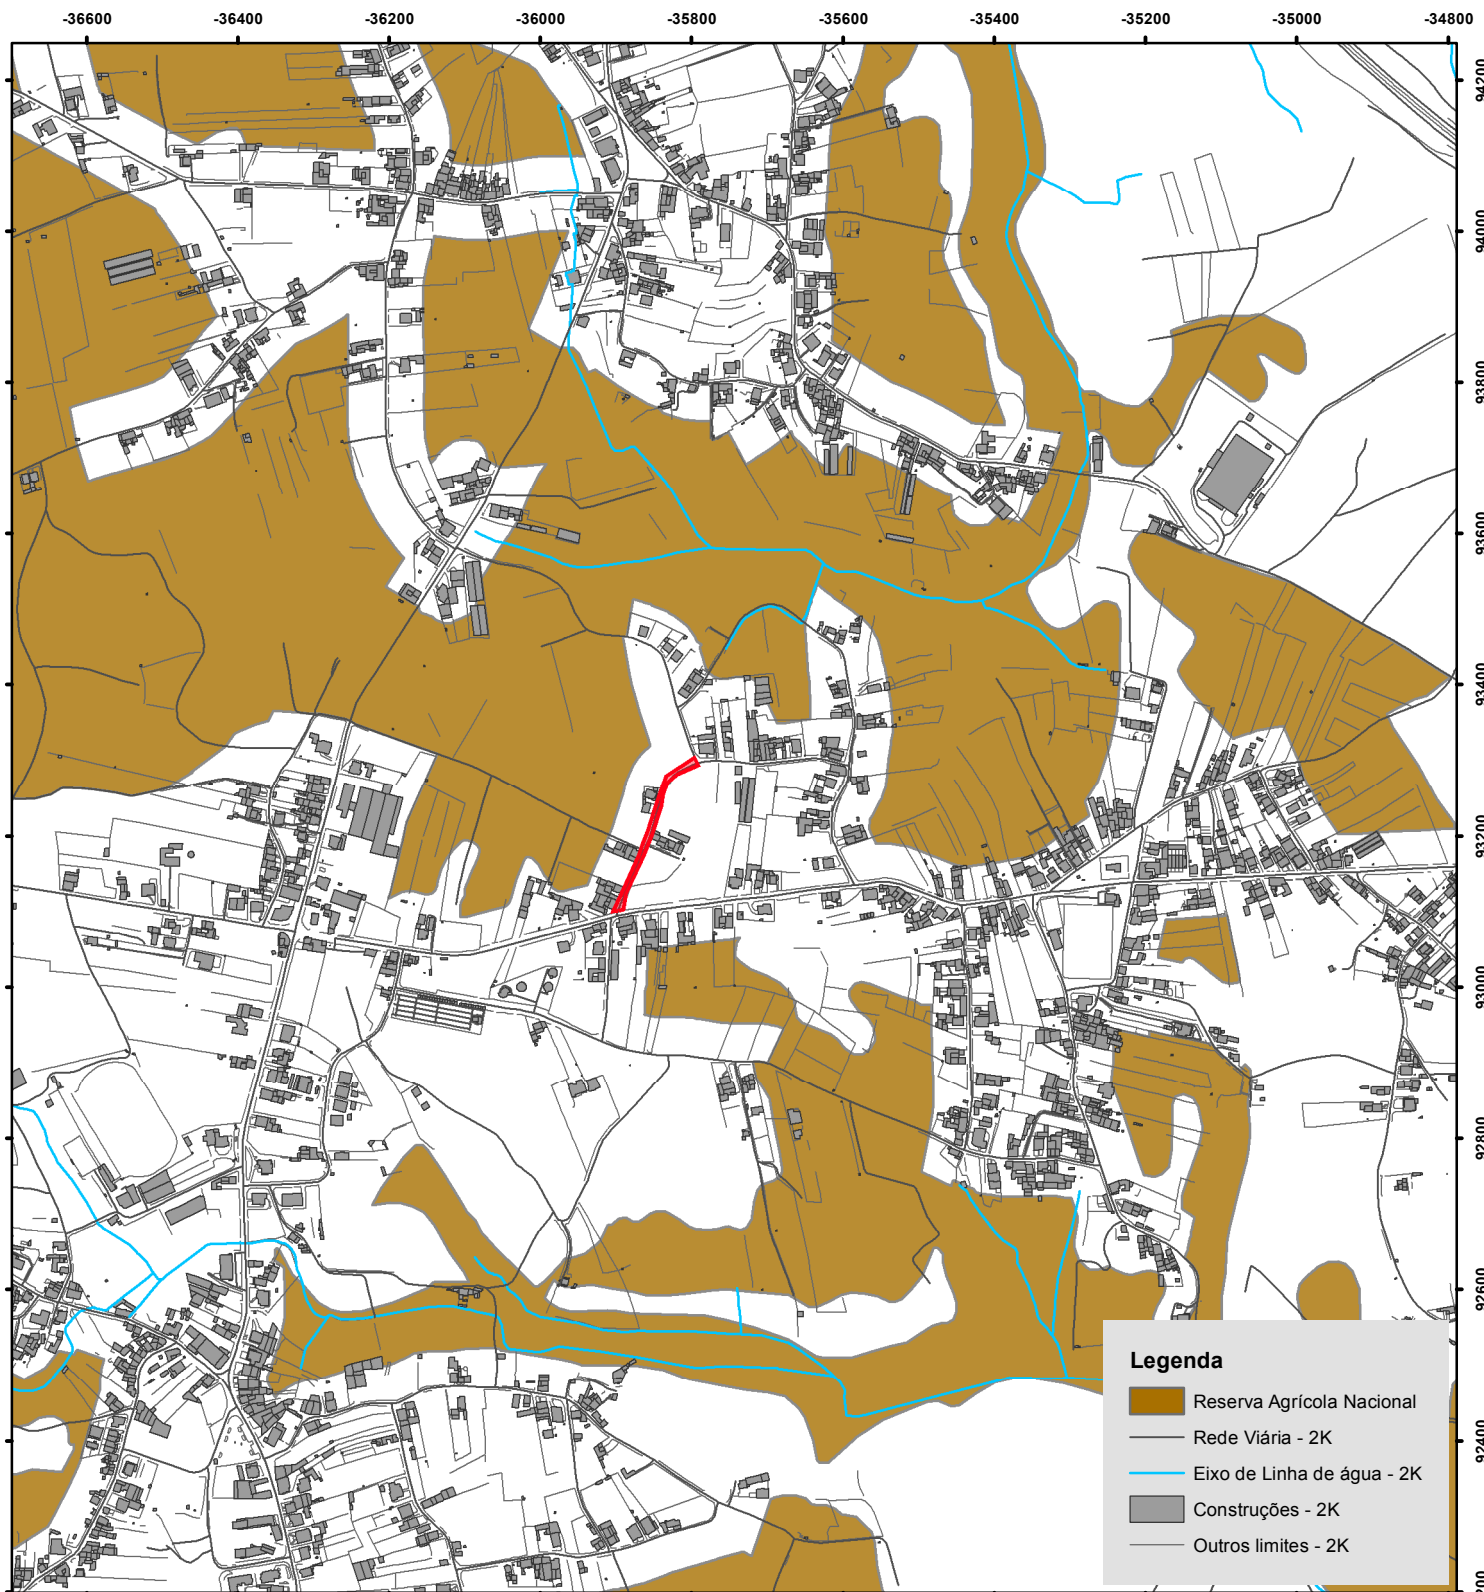 -36600 -36400 -36200 -36000 -35800 -35600 -35400 -35200 -35000 -34800
94200
94000
93800
93600
93400
93200
93000
92800
92600
92400
Legenda
Reserva Agrícola Nacional
Rede Viária - 2K
Eixo de Linha de água - 2K
Construções - 2K
Outros limites - 2K